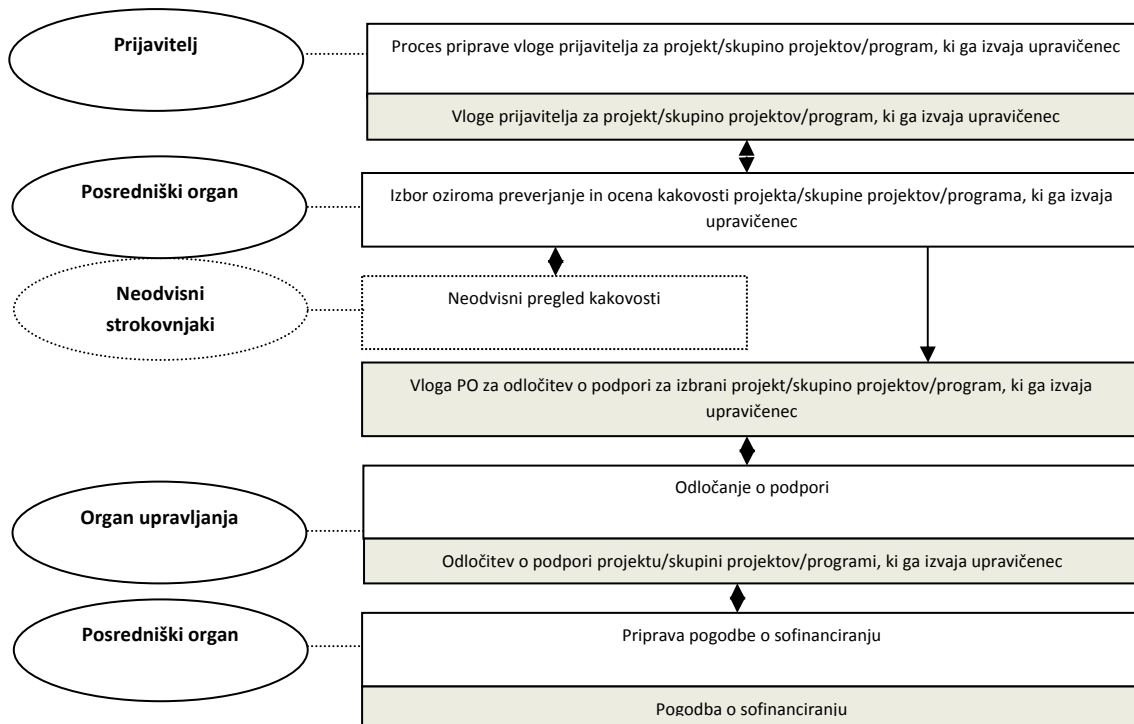 Prijavitelj
Proces priprave vloge prijavitelja za projekt/skupino projektov/program, ki ga izvaja upravičenec
Vloge prijavitelja za projekt/skupino projektov/program, ki ga izvaja upravičenec
Posredniški organ
Izbor oziroma preverjanje in ocena kakovosti projekta/skupine projektov/programa, ki ga izvaja
upravičenec
Neodvisni
strokovnjaki
Neodvisni pregled kakovosti
Vloga PO za odločitev o podpori za izbrani projekt/skupino projektov/program, ki ga izvaja
upravičenec
Organ upravljanja
Odločanje o podpori
Odločitev o podpori projektu/skupini projektov/programi, ki ga izvaja upravičenec
Posredniški organ
Priprava pogodbe o sofinanciranju
Pogodba o sofinanciranju